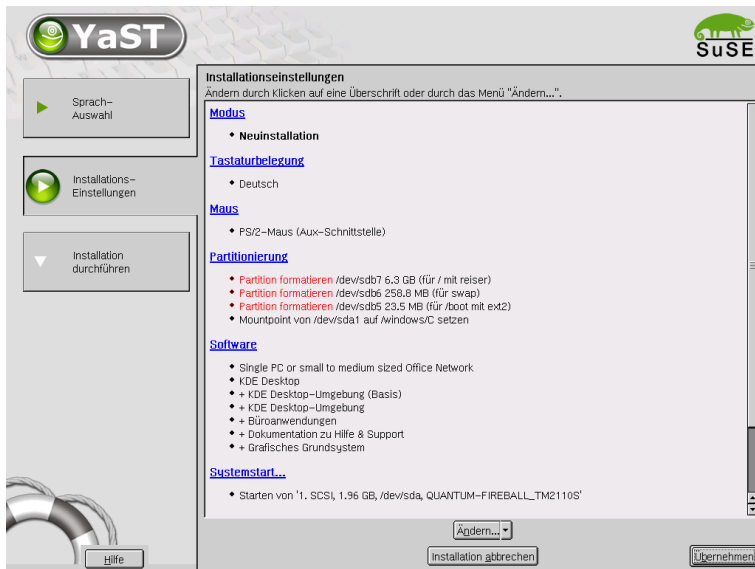 YaST
SuSE
Sprach-
Auswahl
Installations-
Einstellungen
Installation
durchführen
Hilfe
Installationseinstellungen
Ändern durch Klicken auf eine Überschrift oder durch das Menü "Ändern...".
Modus
Neuinstallation
Tastaturbelegung
Deutsch
Maus
PS/2-Maus (Aux-Schnittstelle)
Partitionierung
Partition formatieren /dev/sdb7 6.3 GB (für / mit reiser)
Partition formatieren /dev/sdb6 258.8 MB (für swap)
Partition formatieren /dev/sdb5 23.5 MB (für /boot mit ext2)
Mountpoint von /dev/sda1 auf /windows/C setzen
Software
Single PC or small to medium sized Office Network
KDE Desktop
+ KDE Desktop-Umgebung (Basis)
+ KDE Desktop-Umgebung
+ Büroanwendungen
+ Dokumentation zu Hilfe & Support
+ Grafisches Grundsystem
Systemstart...
Starten von '1. SCSI, 1.96 GB, /dev/sda, QUANTUM-FIREBALL_TM2110S'
Ändern...
Installation abbrechen
Übernehmen